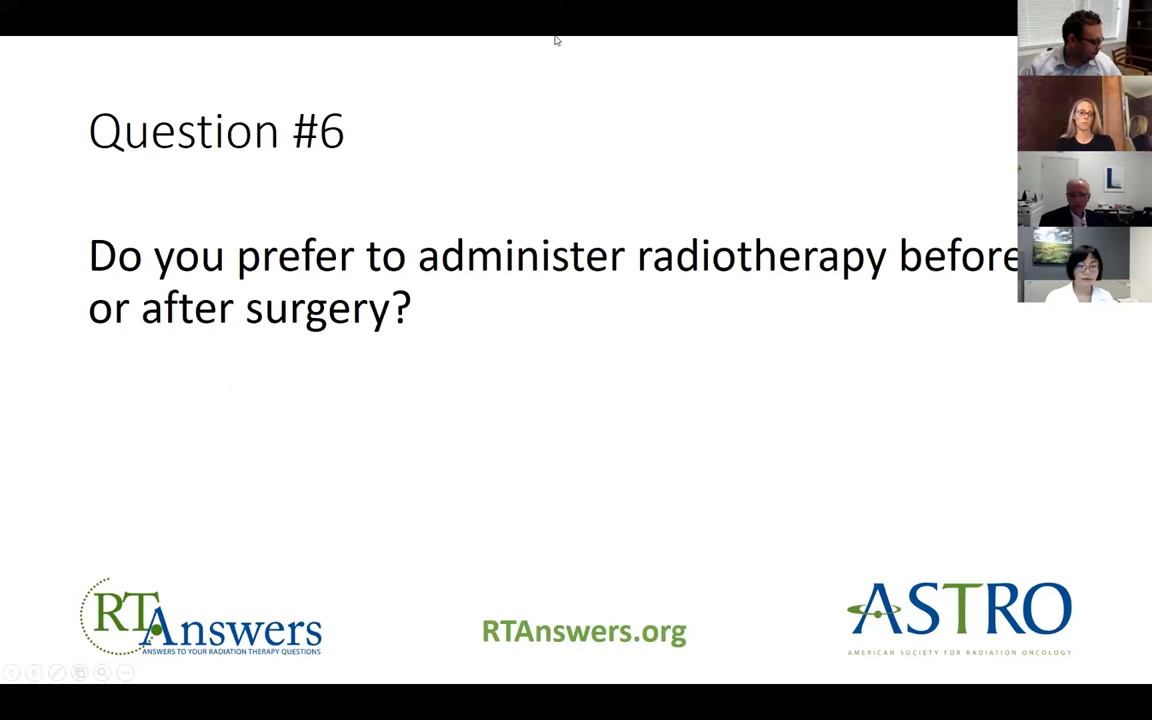 Question #6
Do you prefer to administer radiotherapy before
or after surgery?
RTAnswers
ANSWERS TO YOUR RADIATION THERAPY QUESTIONS
RTAnswers.org
ASTRO
AMERICAN SOCIETY FOR RADIATION ONCOLOGY